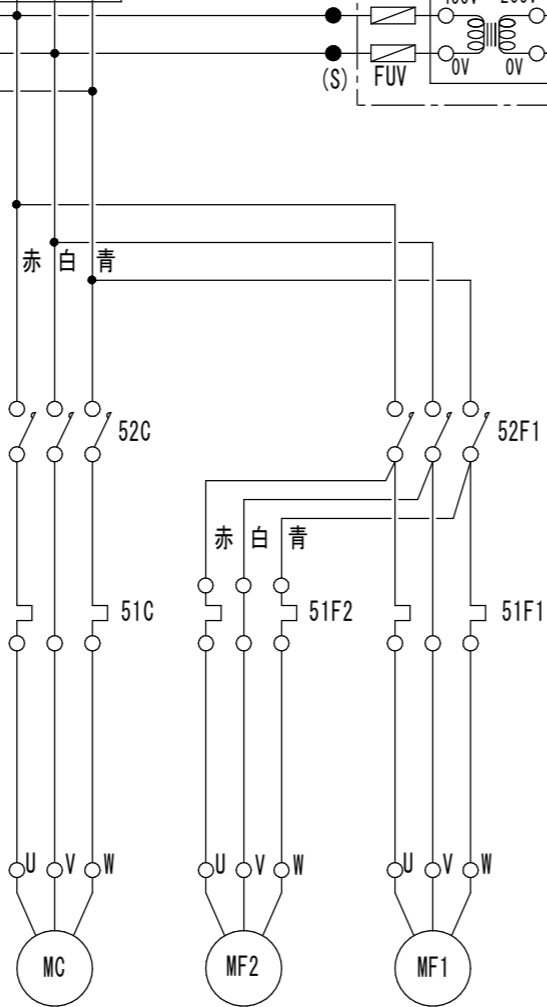 (S) FUV 0V 0V
赤 白 青
52C 52F1
赤 白 青
51C 51F2 51F1
U V W U V W U V W
MC MF2 MF1